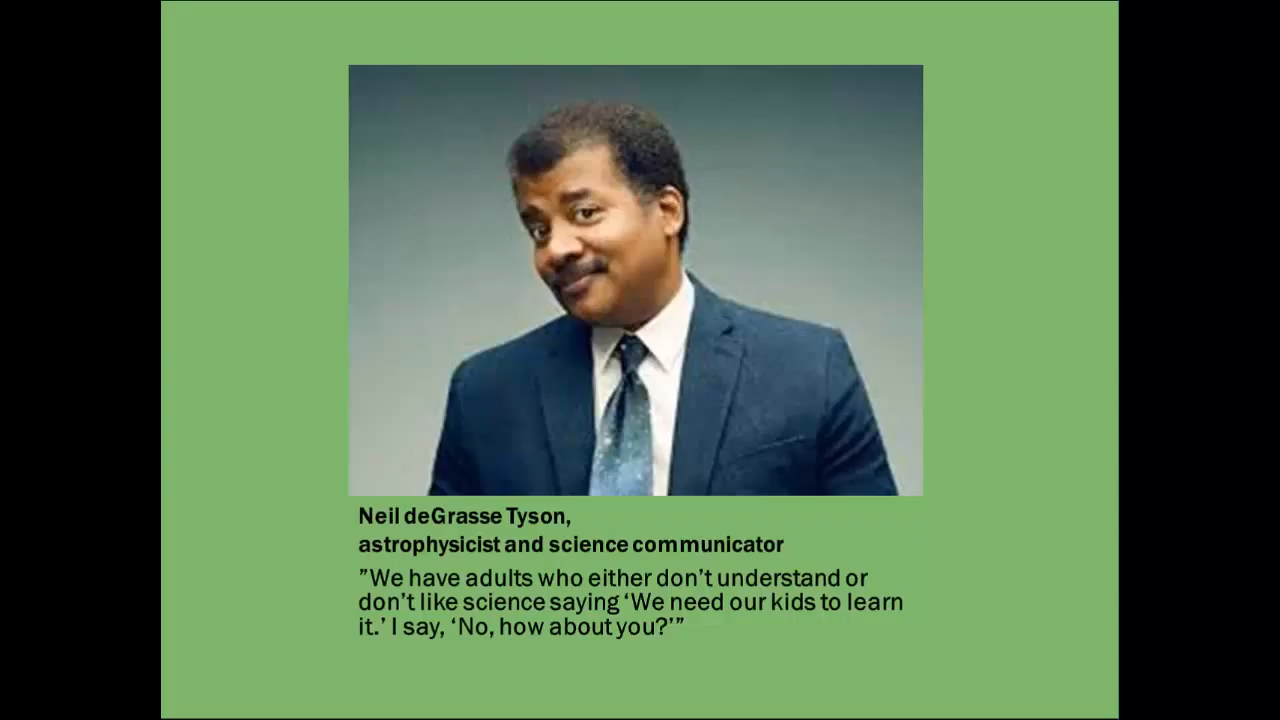 Neil deGrasse Tyson,
astrophysicist and science communicator
”We have adults who either don’t understand or
don’t like science saying ‘We need our kids to learn
it.’ I say, ‘No, how about you?’”